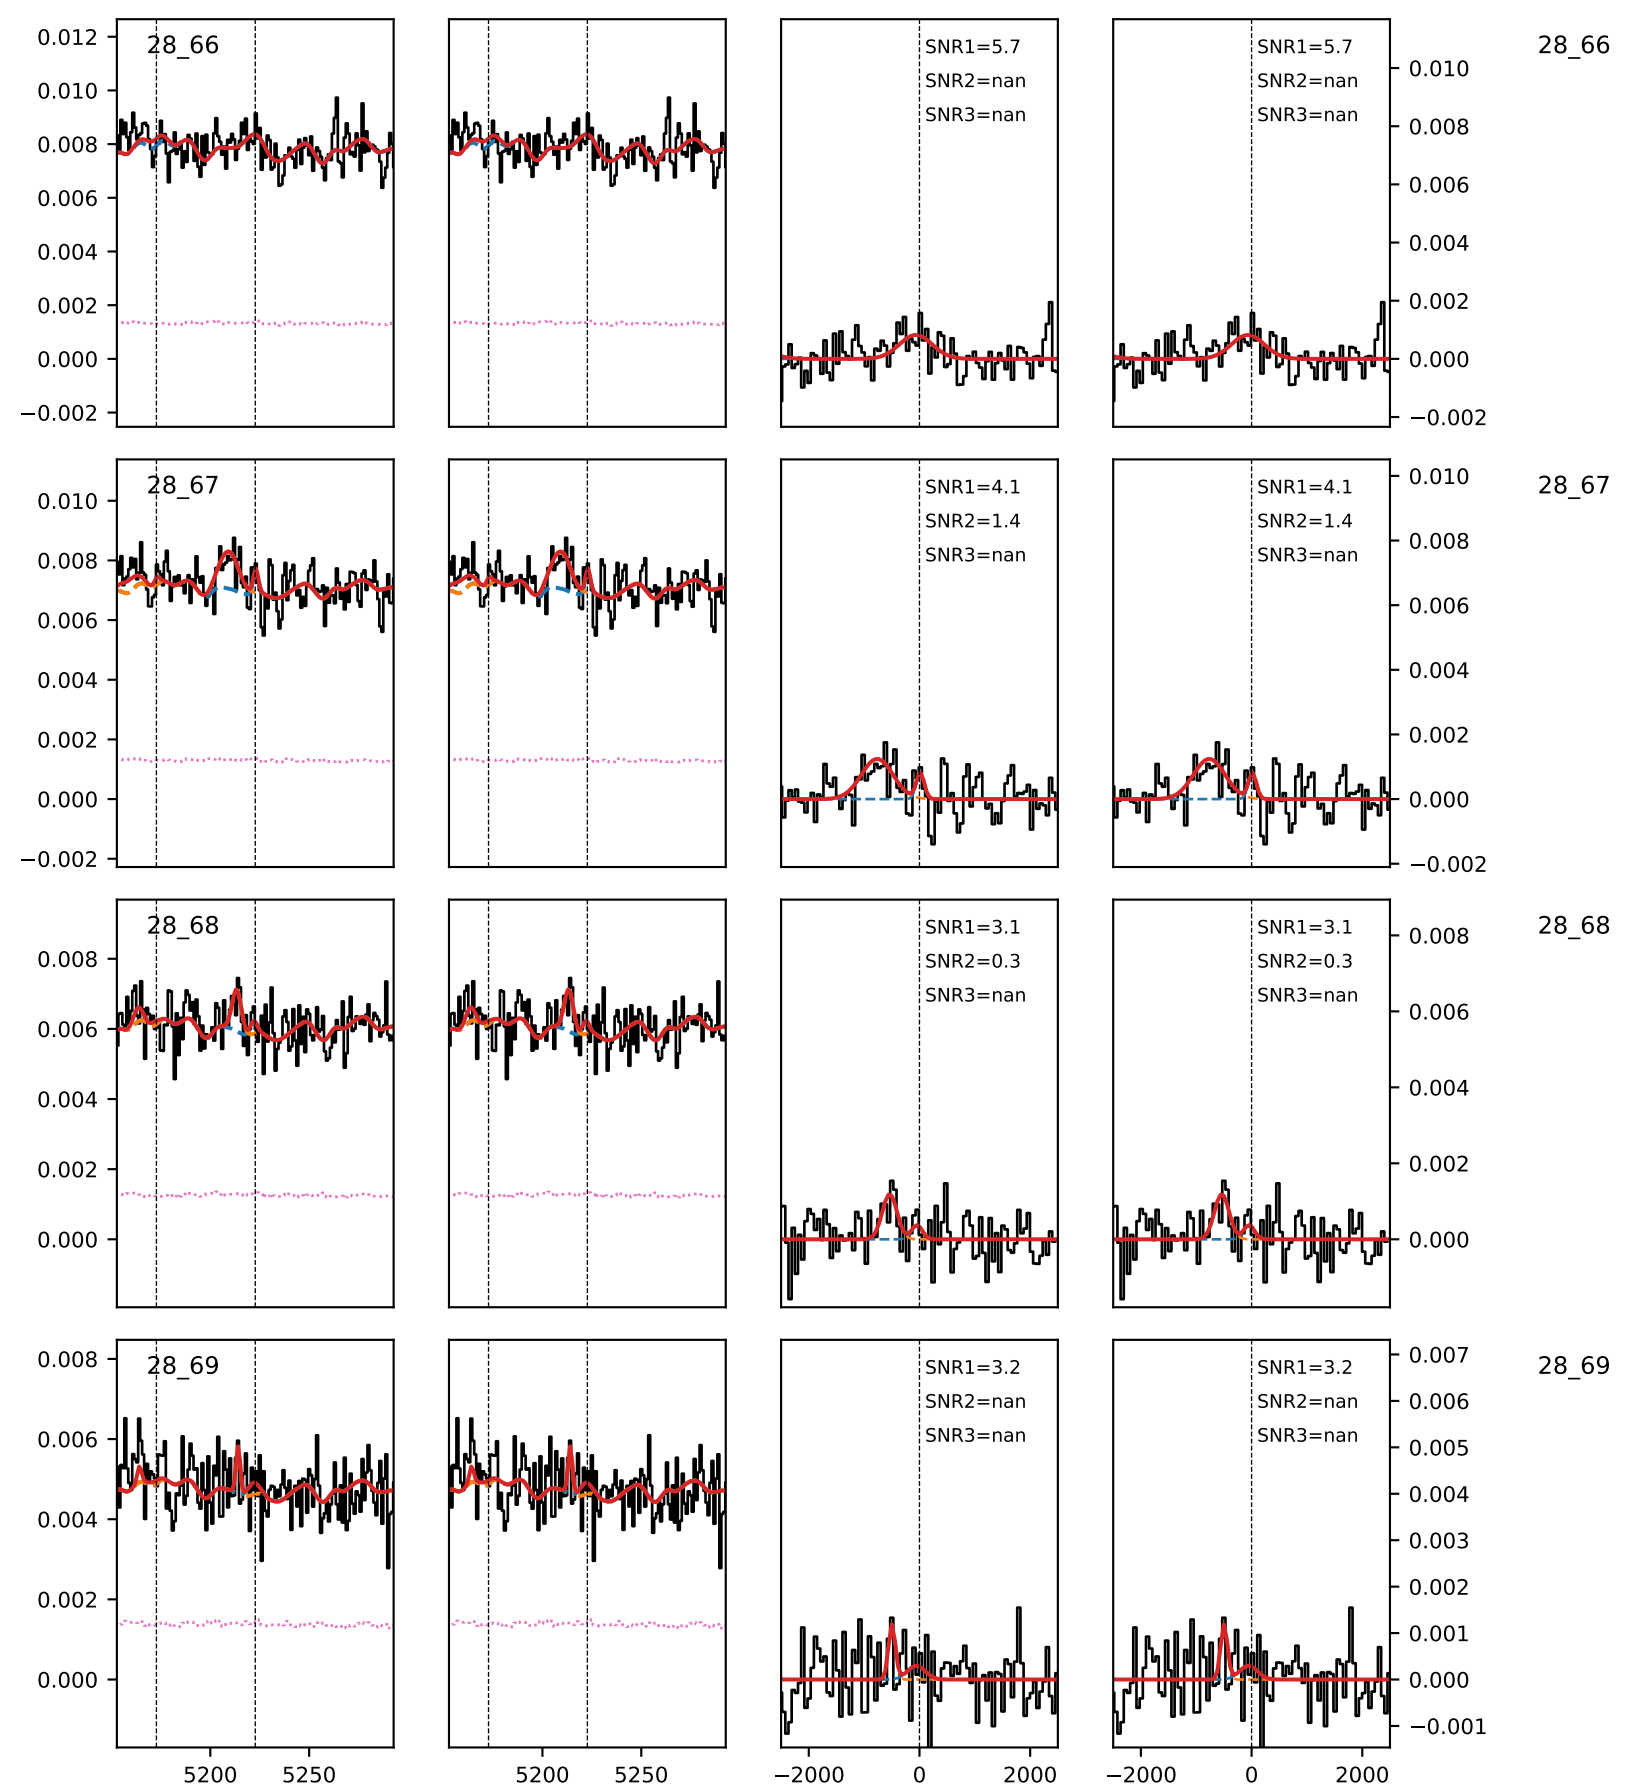 0.012
0.010
0.008
0.006
0.004
0.002
0.000
−0.002
28_66
SNR1=5.7
SNR2=nan
SNR3=nan
SNR1=5.7
SNR2=nan
SNR3=nan
0.010
0.008
0.006
0.004
0.002
0.000
−0.002
28_66
0.010
0.008
0.006
0.004
0.002
0.000
−0.002
28_67
SNR1=4.1
SNR2=1.4
SNR3=nan
SNR1=4.1
SNR2=1.4
SNR3=nan
0.010
0.008
0.006
0.004
0.002
0.000
−0.002
28_67
0.008
0.006
0.004
0.002
0.000
28_68
SNR1=3.1
SNR2=0.3
SNR3=nan
SNR1=3.1
SNR2=0.3
SNR3=nan
0.008
0.006
0.004
0.002
0.000
28_68
0.008
0.006
0.004
0.002
0.000
28_69
SNR1=3.2
SNR2=nan
SNR3=nan
SNR1=3.2
SNR2=nan
SNR3=nan
0.007
0.006
0.005
0.004
0.003
0.002
0.001
0.000
−0.001
28_69
5200 5250
5200 5250
−2000 0 2000
−2000 0 2000